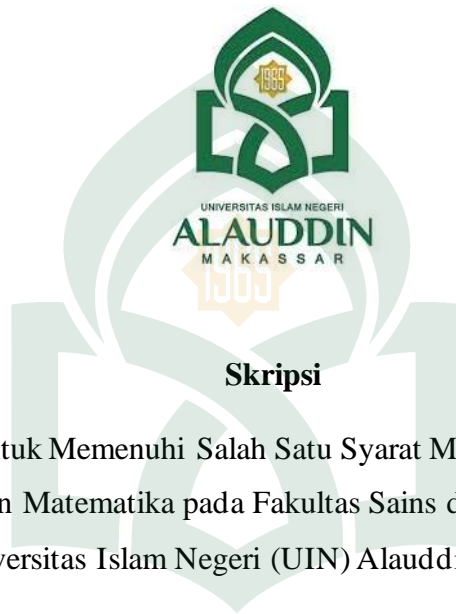 1965
UNIVERSITAS ISLAM NEGERI
ALAUDDIN
MAKASSAR
1965
Skripsi
tuk Memenuhi Salah Satu Syarat M
n Matematika pada Fakultas Sains d
versitas Islam Negeri (UIN) Alauddi